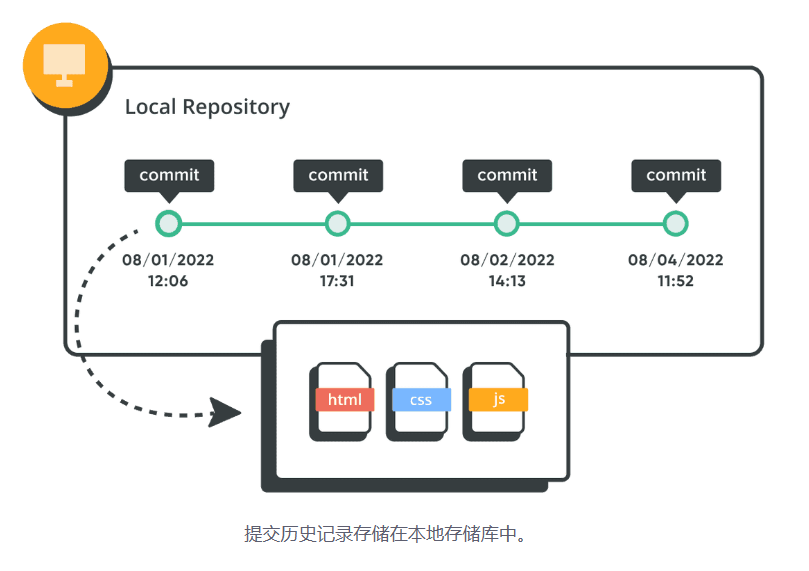 Local Repository
commit
commit
commit
commit
08/01/2022
12:06
08/01/2022
17:31
08/02/2022
14:13
08/04/2022
11:52
html
css
js
提交历史记录存储在本地存储库中。